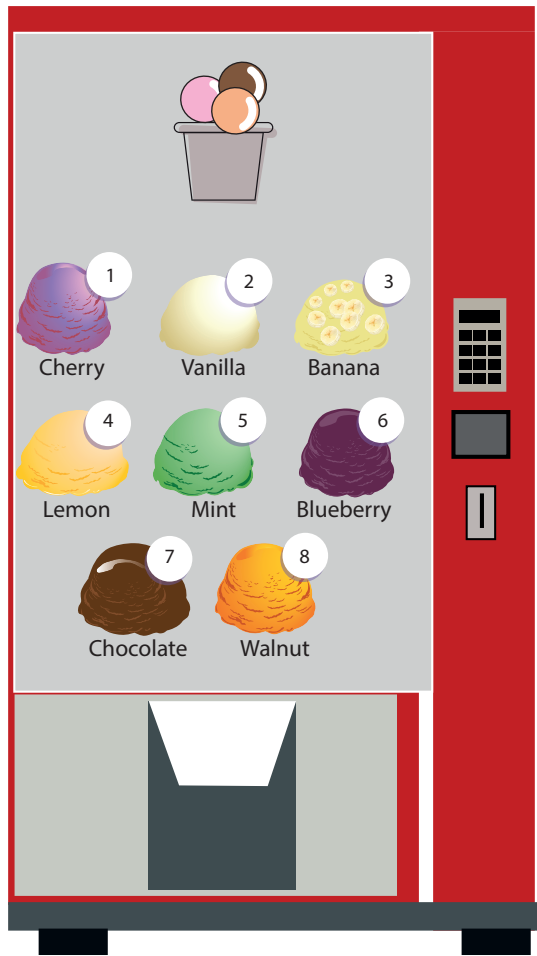 1 2 3
Cherry Vanilla Banana
4 5 6
Lemon Mint Blueberry
7 8
Chocolate Walnut